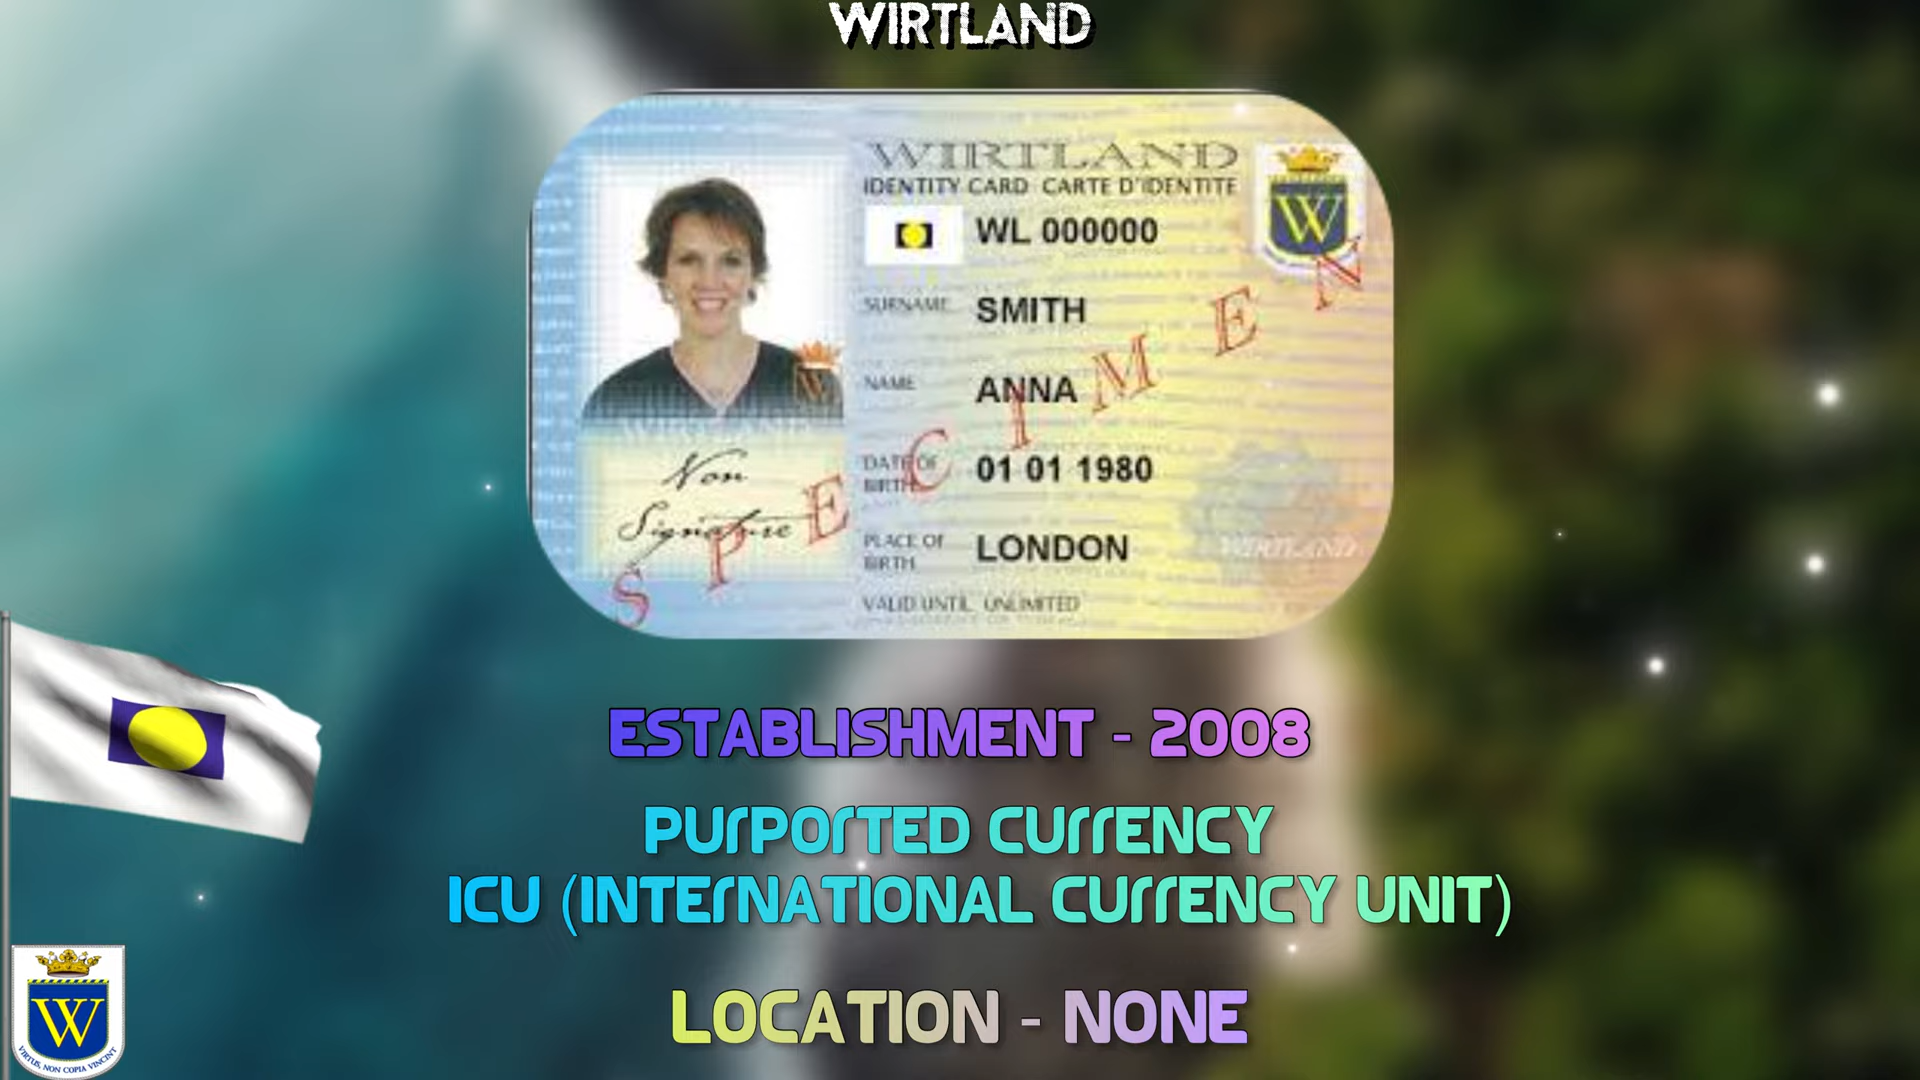 WIRTLAND
WIRTLAND
IDENTITY CARD CARTE D'IDENTITE
WL 000000
W
SURNAME SMITH
NAME ANNA
DATE OF BIRTH 01 01 1980
PLACE OF BIRTH LONDON
VALID UNTIL UNLIMITED
W
WIRTLAND
Non
Signature
SPECIMEN
WIRTLAND
ESTABLISHMENT - 2008
PURPORTED CURRENCY
ICU (INTERNATIONAL CURRENCY UNIT)
LOCATION - NONE
W
VIRTUS, NON COPIA VINCINT